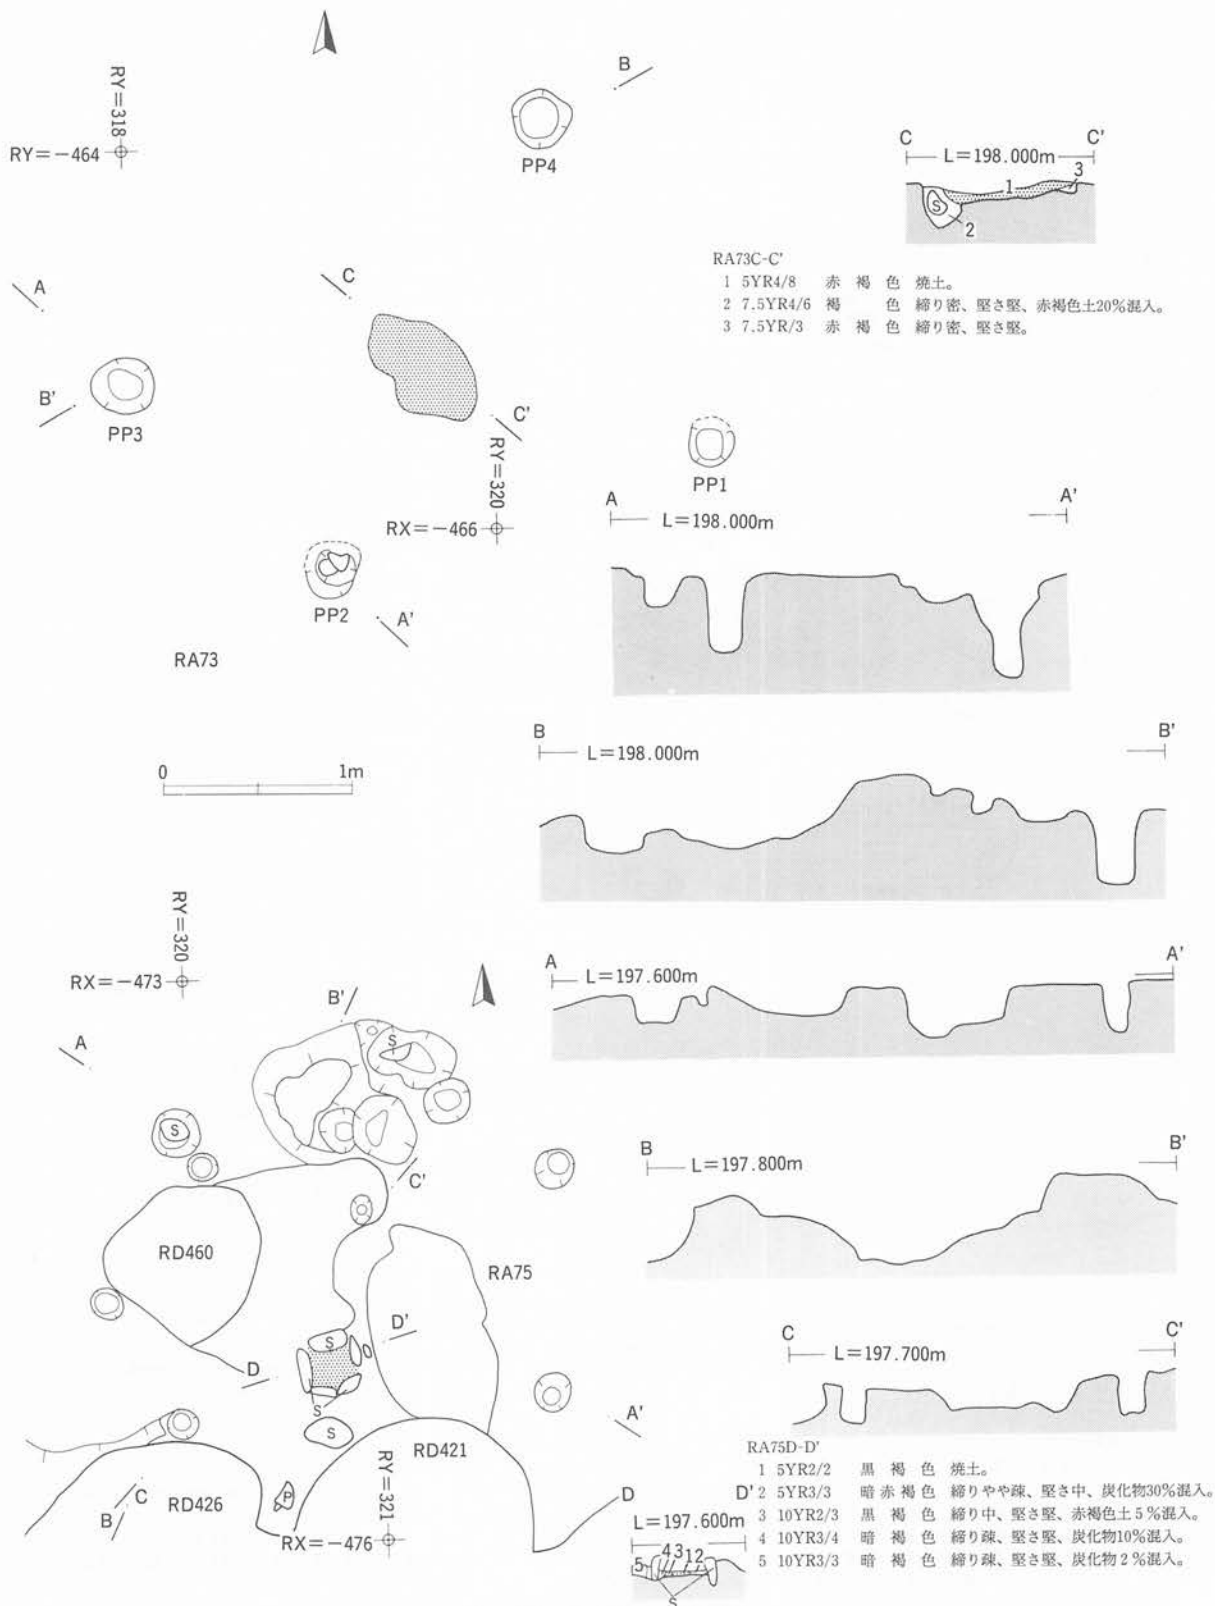 RY=318
RY=-464
B
PP4
C C'
L=198.000m
1
3
S
2
RA73C-C'
1 5YR4/8 赤褐色 焼土。
2 7.5YR4/6 褐色 締り密、堅さ堅、赤褐色土20%混入。
3 7.5YR/3 赤褐色 締り密、堅さ堅。
A
C
B'
PP3
C'
RY=320
RX=-466
PP1
PP2
A'
RA73
A A'
L=198.000m
0 1m
B B'
L=198.000m
RY=320
RX=-473
A
B'
S
S
C'
RD460
RA75
D'
D
S
S
S
A'
RD421
RD426
C
B
P
RY=321
RX=-476
A A'
L=197.600m
B B'
L=197.800m
C C'
L=197.700m
RA75D-D'
1 5YR2/2 黒褐色 焼土。
2 5YR3/3 暗赤褐色 締りやや疎、堅さ中、炭化物30%混入。
3 10YR2/3 黒褐色 締り中、堅さ堅、赤褐色土5%混入。
4 10YR3/4 暗褐色 締り疎、堅さ堅、炭化物10%混入。
5 10YR3/3 暗褐色 締り疎、堅さ堅、炭化物2%混入。
D D'
L=197.600m
5 4 3 1 2
S